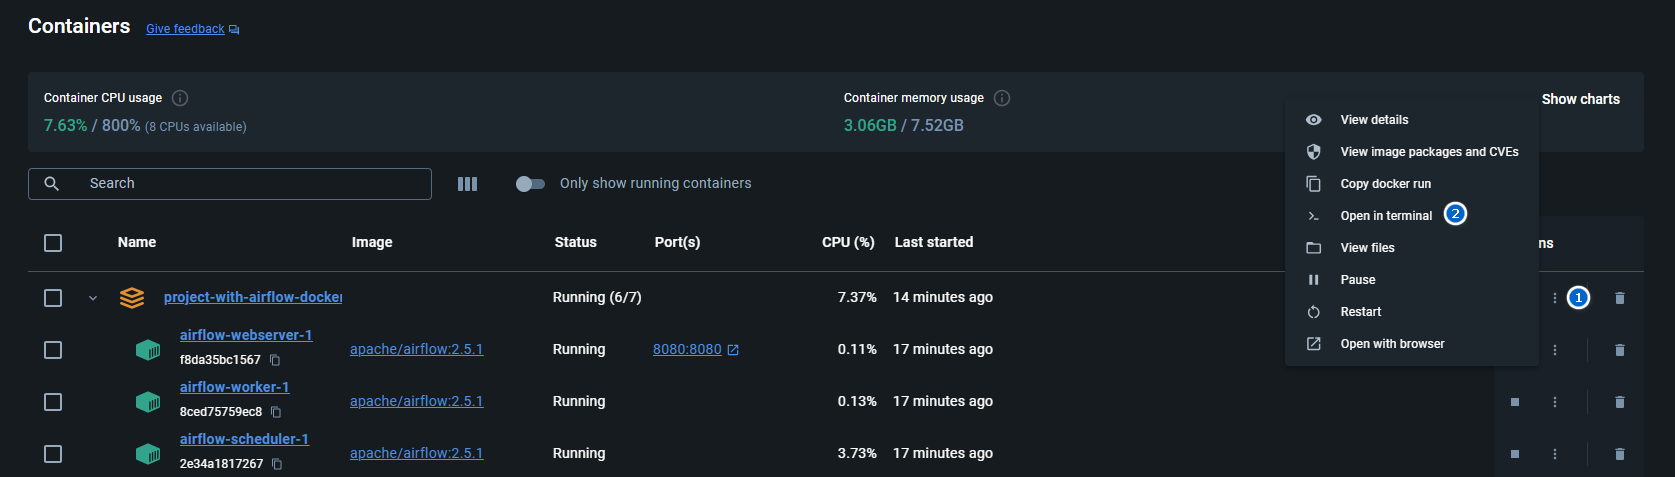 Containers Give feedback
Container CPU usage
7.63% / 800% (8 CPUs available)
Container memory usage
3.06GB / 7.52GB
Show charts
View details
View image packages and CVEs
Copy docker run
Open in terminal 2
View files
Pause
Restart
Open with browser
Search
Only show running containers
Name Image Status Port(s) CPU (%) Last started ns
project-with-airflow-docker Running (6/7) 7.37% 14 minutes ago 1
airflow-webserver-1
f8da35bc1567
apache/airflow:2.5.1 Running 8080:8080 0.11% 17 minutes ago
airflow-worker-1
8ced75759ec8
apache/airflow:2.5.1 Running 0.13% 17 minutes ago
airflow-scheduler-1
2e34a1817267
apache/airflow:2.5.1 Running 3.73% 17 minutes ago